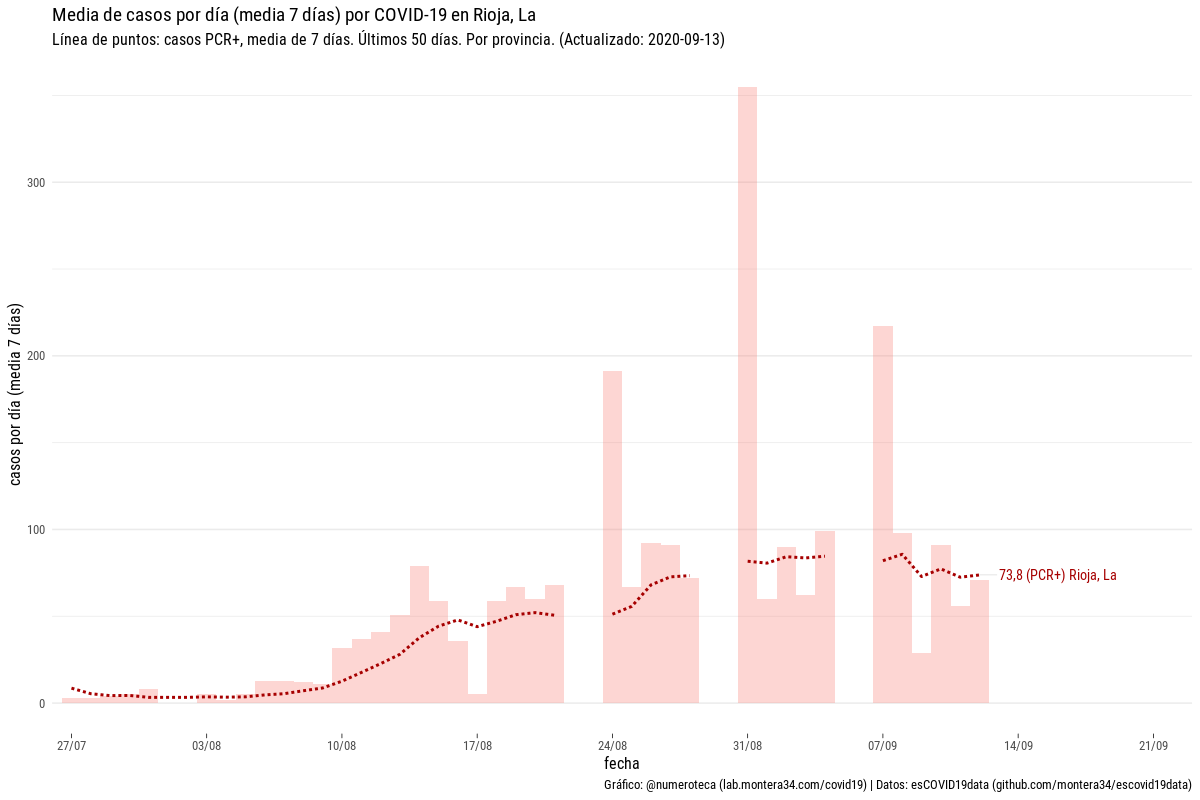 Media de casos por día (media 7 días) por COVID-19 en Rioja, La
Línea de puntos: casos PCR+, media de 7 días. Últimos 50 días. Por provincia. (Actualizado: 2020-09-13)
casos por día (media 7 días)
300
200
100
0
73,8 (PCR+) Rioja, La
27/07 03/08 10/08 17/08 24/08 31/08 07/09 14/09 21/09
fecha
Gráfico: @numeroteca (lab.montera34.com/covid19) | Datos: esCOVID19data (github.com/montera34/escovid19data)